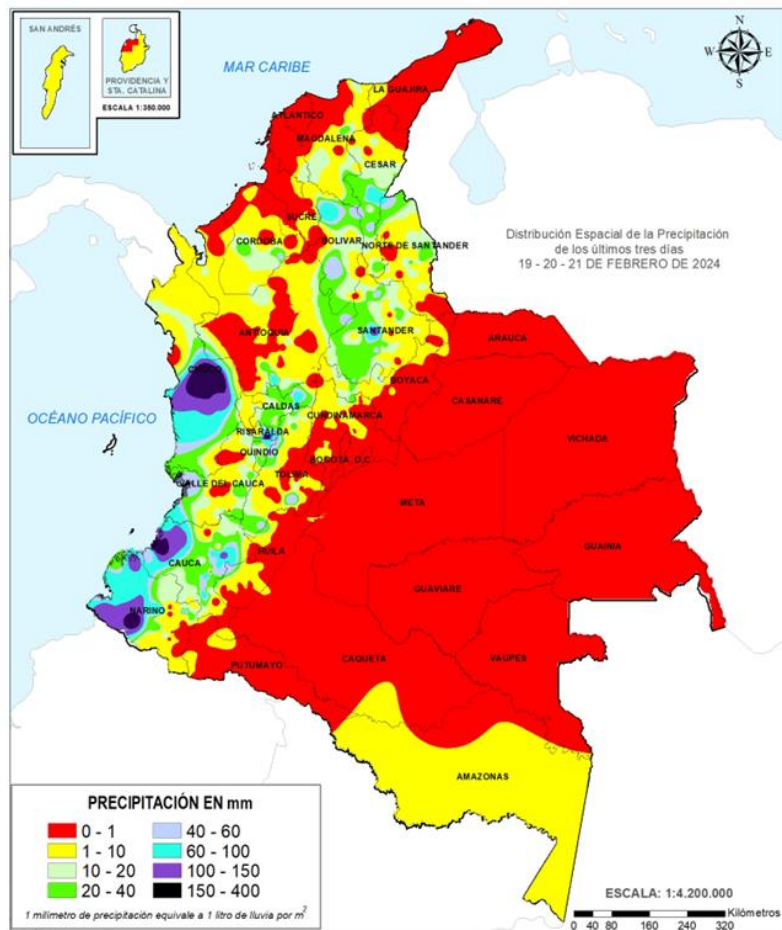 SAN ANDRÉS
PROVIDENCIA Y
STA. CATALINA
ESCALA 1:350.000
MAR CARIBE
N
W
E
S
LA GUAJIRA
ATLANTICO
MAGDALENA
CESAR
SUCRE
CORDOBA
BOLIVAR
NORTE DE SANTANDER
Distribución Espacial de la Precipitación
de los últimos tres días
19 - 20 - 21 DE FEBRERO DE 2024
ANTIOQUIA
SANTANDER
ARAUCA
CHOCO
BOYACA
CASANARE
OCÉANO PACÍFICO
CALDAS
CUNDINAMARCA
VICHADA
RISARALDA
QUINDIO
BOGOTA, D.C.
TOLIMA
VALLE DEL CAUCA
META
GUAINIA
HUILA
CAUCA
GUAVIARE
NARIÑO
PUTUMAYO
CAQUETA
VAUPES
AMAZONAS
PRECIPITACIÓN EN mm
0 - 1
40 - 60
1 - 10
60 - 100
10 - 20
100 - 150
20 - 40
150 - 400
1 milímetro de precipitación equivale a 1 litro de lluvia por m²
ESCALA: 1:4.200.000
Kilómetros
0 40 80 160 240 320